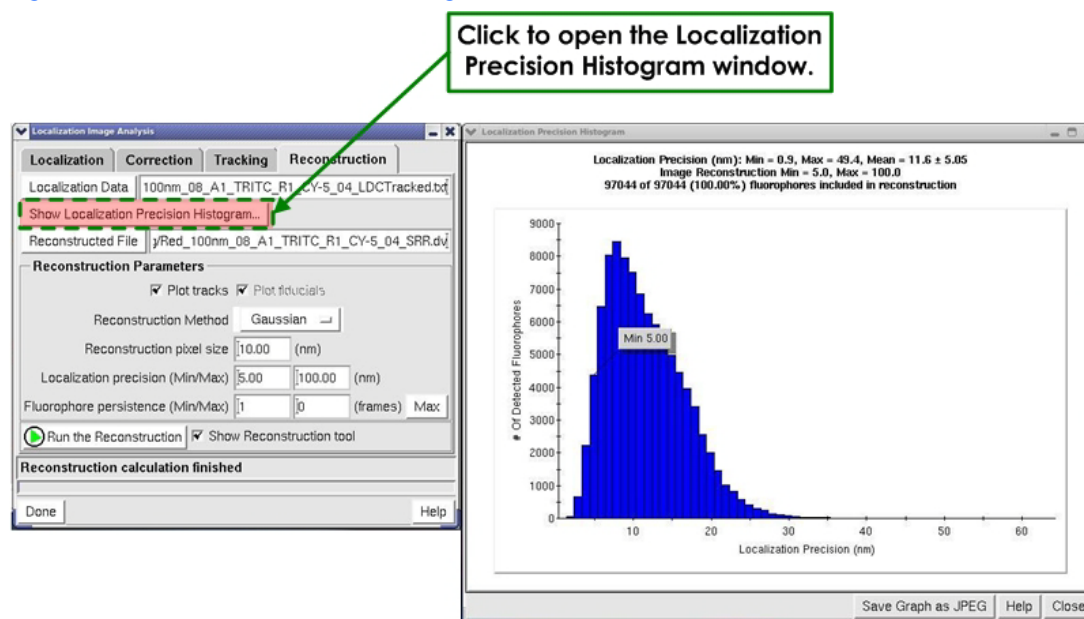 Click to open the Localization
Precision Histogram window.
Localization Image Analysis
Localization Correction Tracking Reconstruction
Localization Data 100nm_08_A1_TRITC_R1_CY-5_04_LDCTracked.txt
Show Localization Precision Histogram...
Reconstructed File y/Red_100nm_08_A1_TRITC_R1_CY-5_04_SRR.dv
Reconstruction Parameters
Plot tracks Plot fiducials
Reconstruction Method Gaussian
Reconstruction pixel size 10.00 (nm)
Localization precision (Min/Max) 5.00 100.00 (nm)
Fluorophore persistence (Min/Max) 1 0 (frames) Max
Run the Reconstruction Show Reconstruction tool
Reconstruction calculation finished
Done Help
Localization Precision Histogram
Localization Precision (nm): Min = 0.9, Max = 49.4, Mean = 11.6 ± 5.05
Image Reconstruction Min = 5.0, Max = 100.0
97044 of 97044 (100.00%) fluorophores included in reconstruction
# Of Detected Fluorophores
9000
8000
7000
6000
5000
4000
3000
2000
1000
0
Min 5.00
10 20 30 40 50 60
Localization Precision (nm)
Save Graph as JPEG Help Close